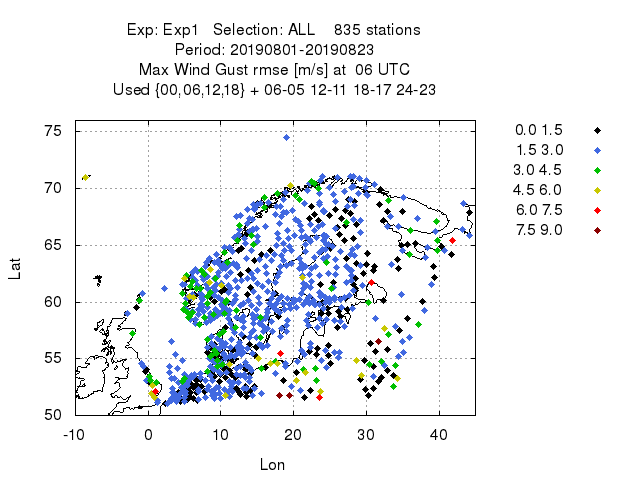 Exp: Exp1   Selection: ALL    835 stations
Period: 20190801-20190823
Max Wind Gust rmse [m/s] at  06 UTC
Used {00,06,12,18} + 06-05 12-11 18-17 24-23
0.0 1.5
1.5 3.0
3.0 4.5
4.5 6.0
6.0 7.5
7.5 9.0
75
70
65
60
55
50
Lat
-10 0 10 20 30 40
Lon